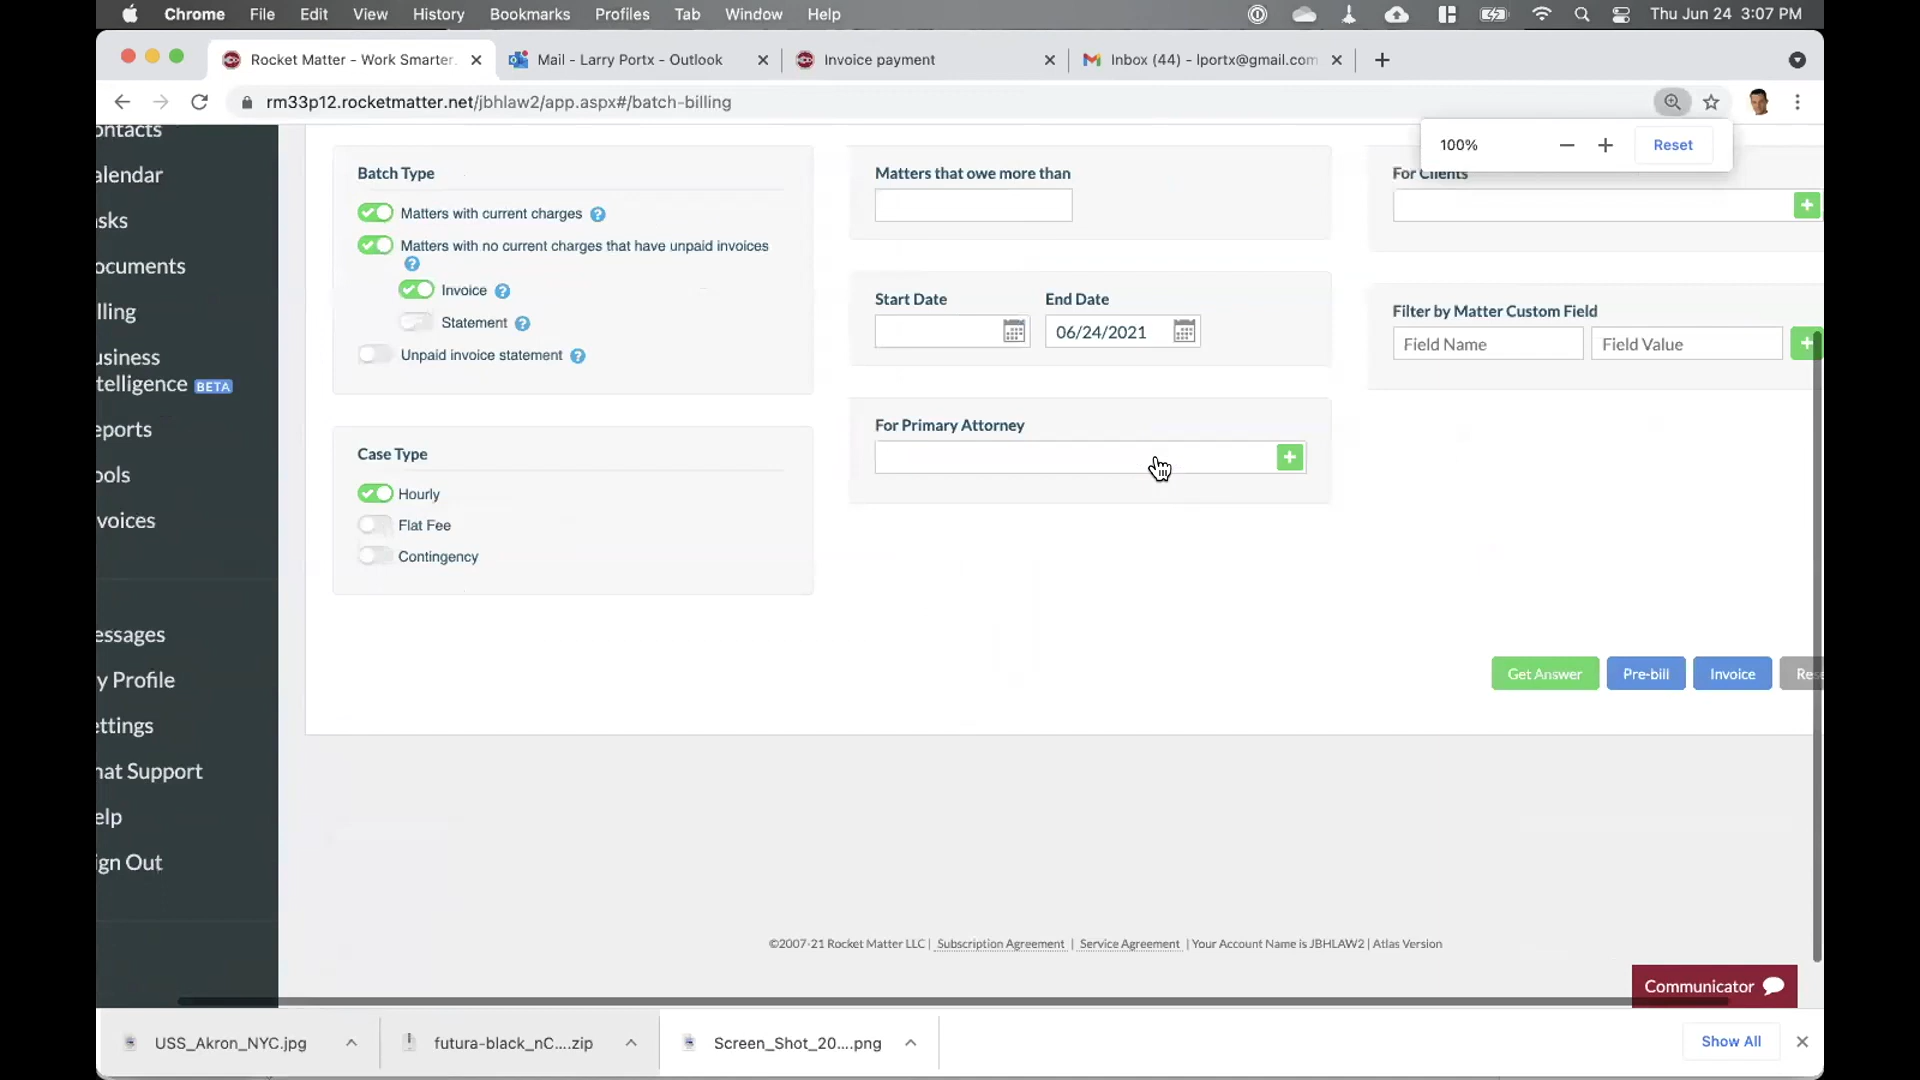 Chrome File Edit View History Bookmarks Profiles Tab Window Help Thu Jun 24 3:07 PM
Rocket Matter - Work Smarter. Mail - Larry Portx - Outlook Invoice payment Inbox (44) - lportx@gmail.com
rm33p12.rocketmatter.net/jbhlaw2/app.aspx#/batch-billing
100% Reset
ontacts
alendar
sks
ocuments
lling
usiness
telligence BETA
eports
ools
voices
essages
y Profile
ettings
hat Support
elp
ign Out
Batch Type
Matters with current charges ?
Matters with no current charges that have unpaid invoices
?
Invoice ?
Statement ?
Unpaid invoice statement ?
Case Type
Hourly
Flat Fee
Contingency
Matters that owe more than
Start Date End Date
06/24/2021
For Primary Attorney
For Clients
Filter by Matter Custom Field
Field Name Field Value
Get Answer Pre-bill Invoice Res
©2007-21 Rocket Matter LLC | Subscription Agreement | Service Agreement | Your Account Name is JBHLAW2 | Atlas Version
Communicator
USS_Akron_NYC.jpg futura-black_nC....zip Screen_Shot_20....png Show All